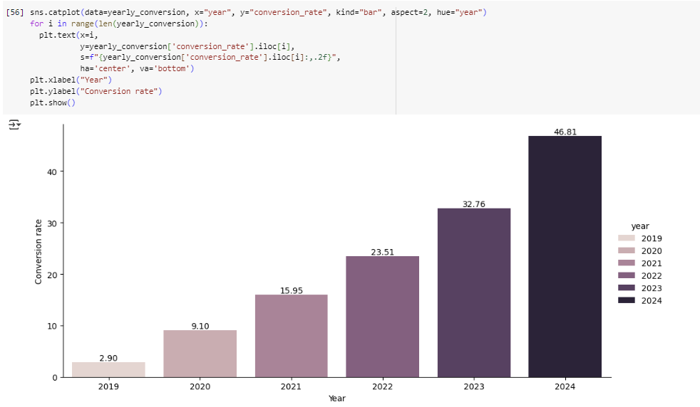 [56] sns.catplot(data=yearly_conversion, x="year", y="conversion_rate", kind="bar", aspect=2, hue="year")
for i in range(len(yearly_conversion)):
plt.text(x=i,
y=yearly_conversion['conversion_rate'].iloc[i],
s=f"{yearly_conversion['conversion_rate'].iloc[i]:,.2f}",
ha='center', va='bottom')
plt.xlabel("Year")
plt.ylabel("Conversion rate")
plt.show()
46.81
40
32.76
30
23.51
20
15.95
10
9.10
2.90
0
Conversion rate
2019 2020 2021 2022 2023 2024
Year
year
2019
2020
2021
2022
2023
2024